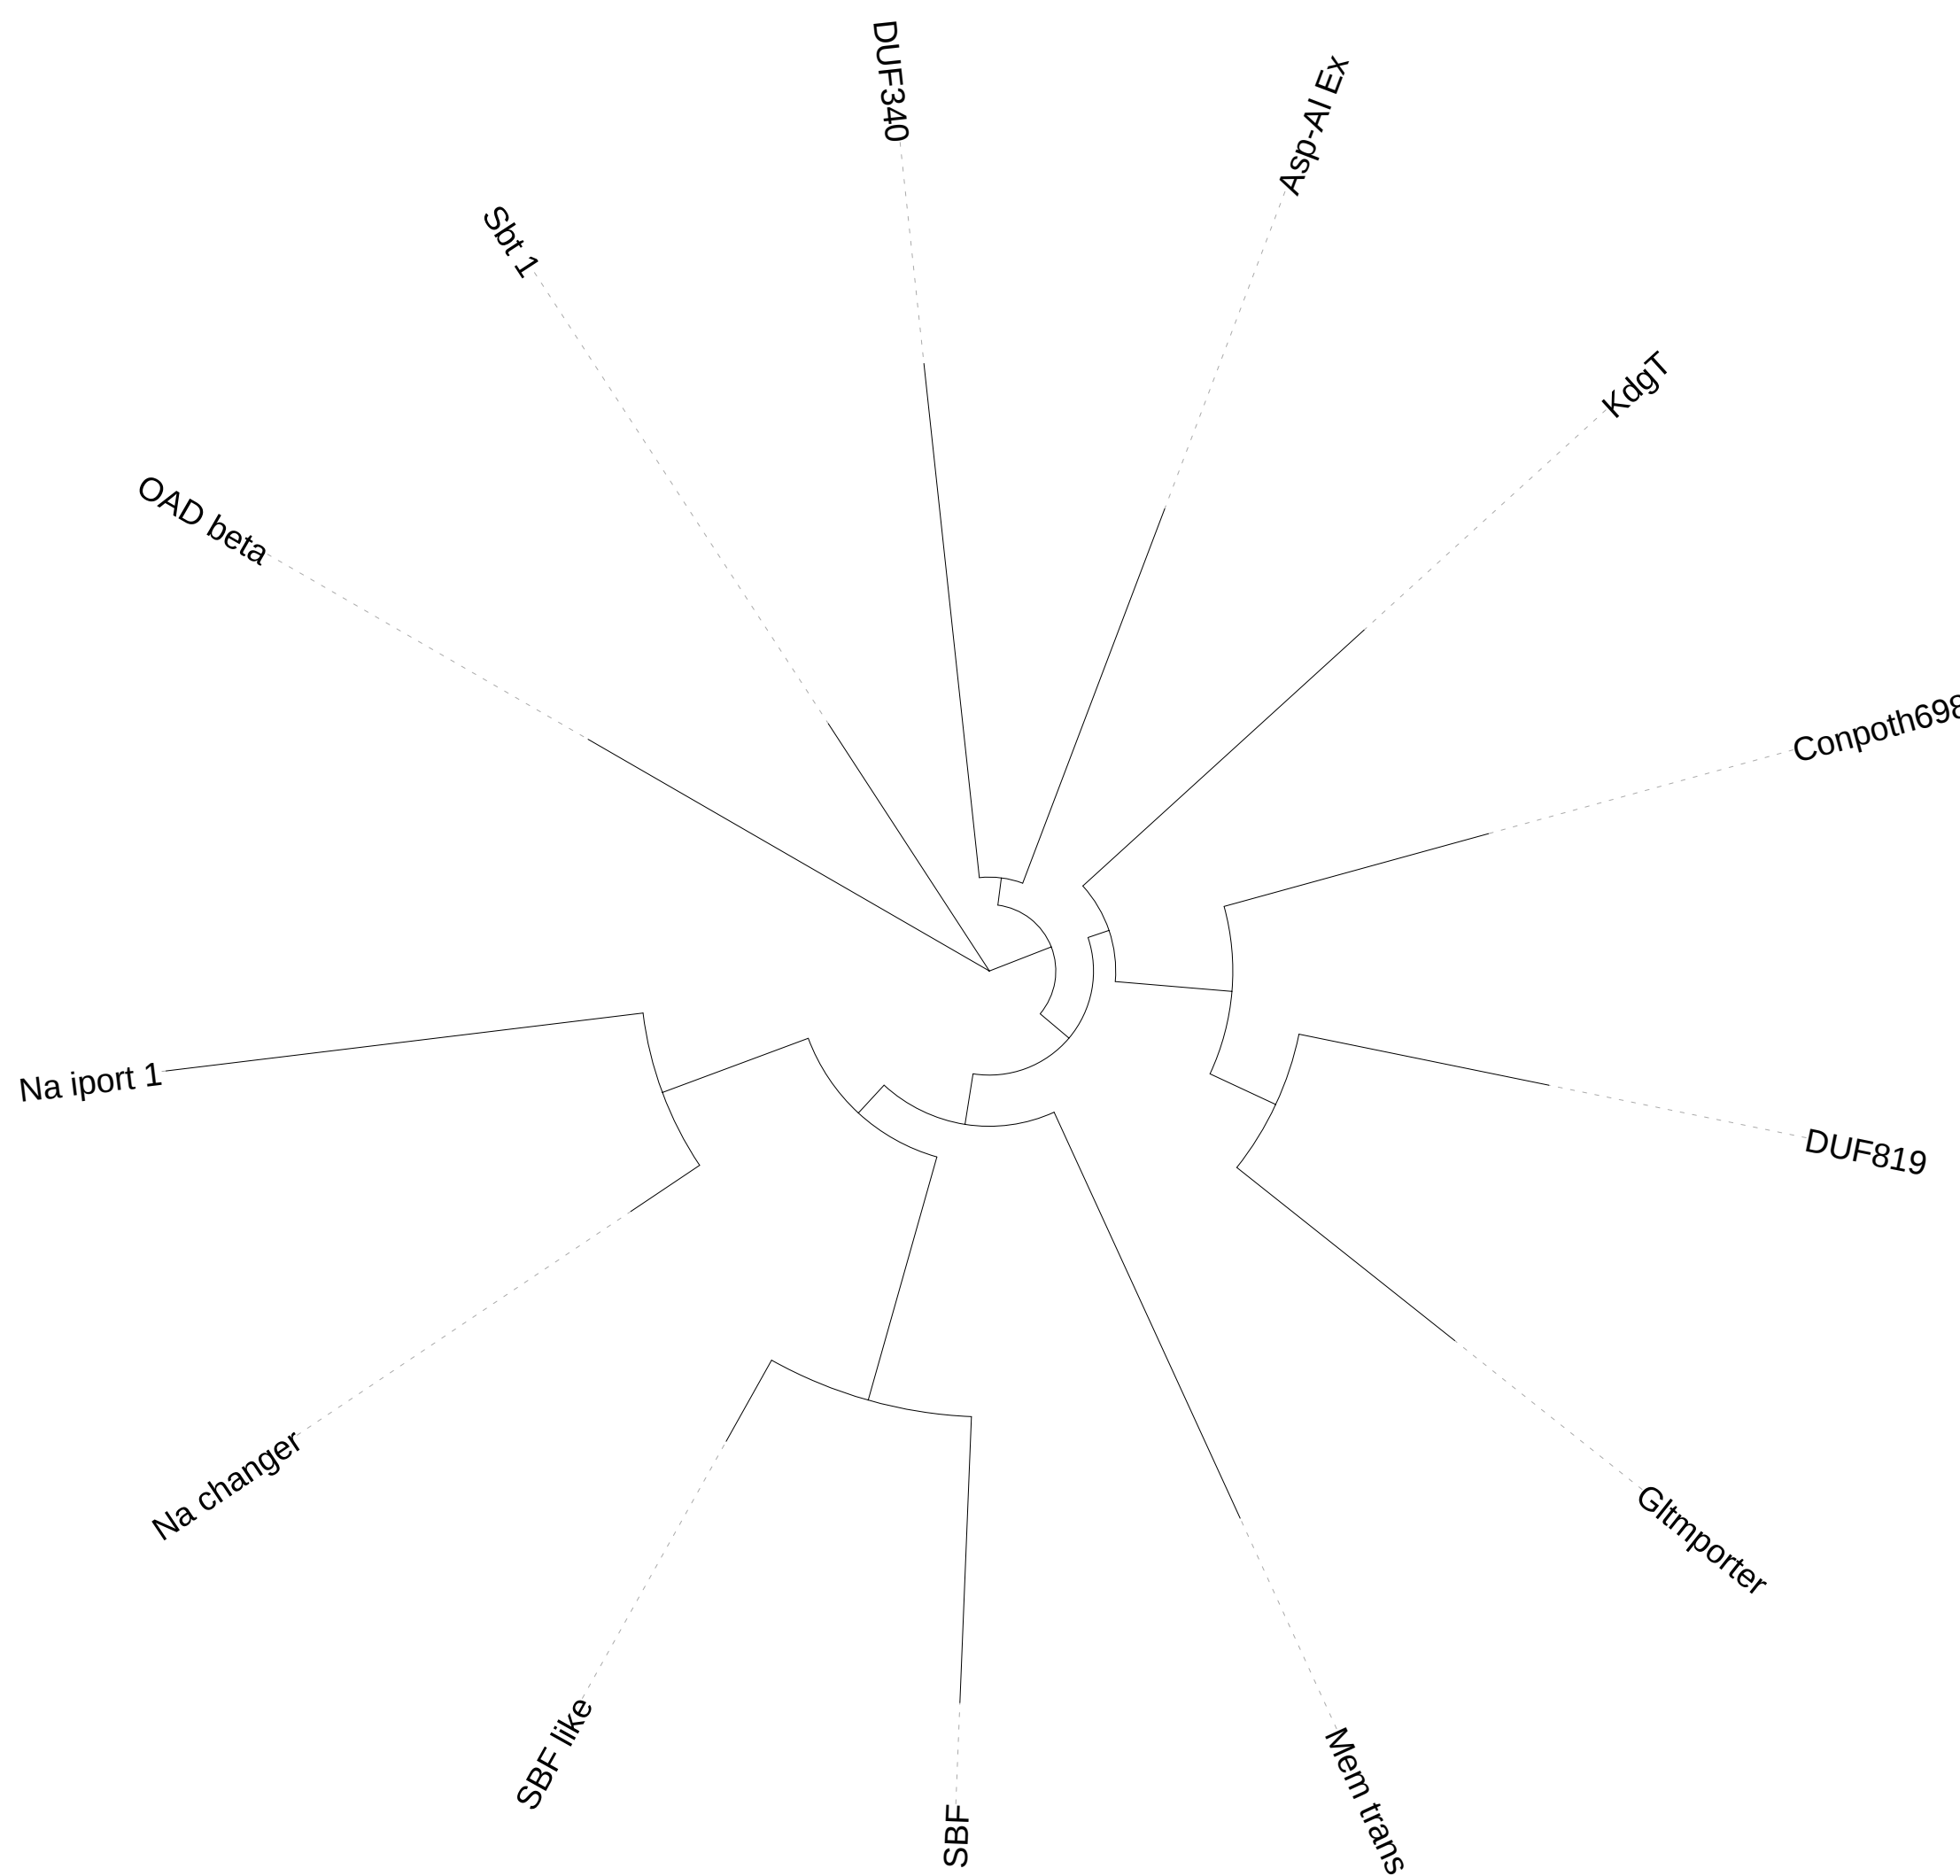 DUF340
Asp-Al Ex
Sbt 1
KdgT
OAD beta
Conpoth698
Na iport 1
DUF819
Na changer
Gltmporter
SBF like
SBF
Mem trans